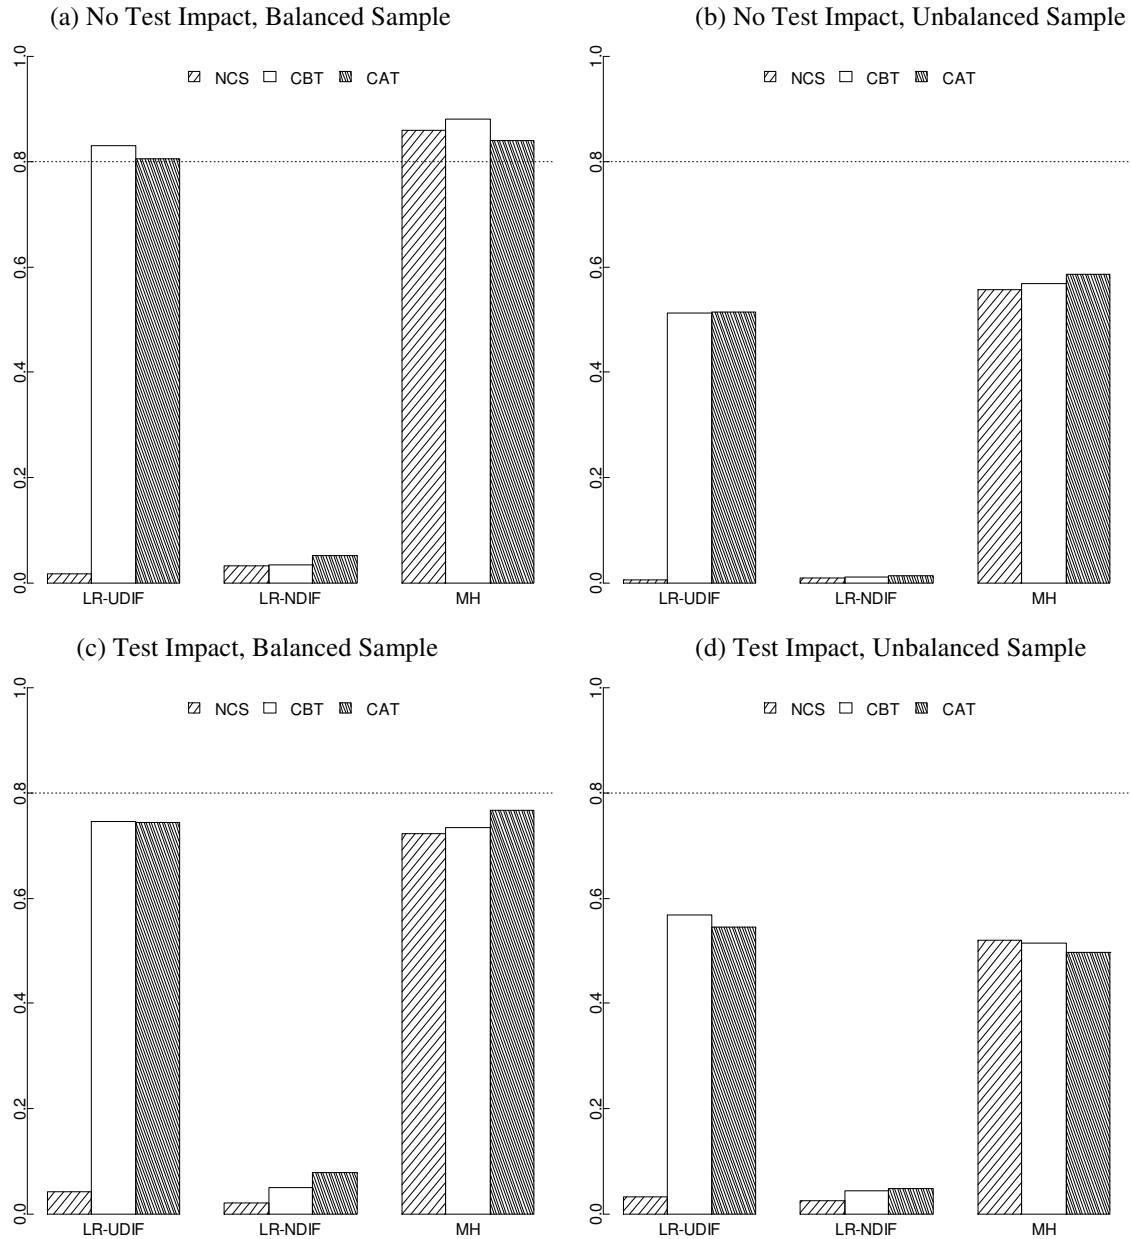 (a) No Test Impact, Balanced Sample
1.0
NCS CBT CAT
0.8
0.6
0.4
0.2
0.0
LR-UDIF LR-NDIF MH
(b) No Test Impact, Unbalanced Sample
1.0
NCS CBT CAT
0.8
0.6
0.4
0.2
0.0
LR-UDIF LR-NDIF MH
(c) Test Impact, Balanced Sample
1.0
NCS CBT CAT
0.8
0.6
0.4
0.2
0.0
LR-UDIF LR-NDIF MH
(d) Test Impact, Unbalanced Sample
1.0
NCS CBT CAT
0.8
0.6
0.4
0.2
0.0
LR-UDIF LR-NDIF MH